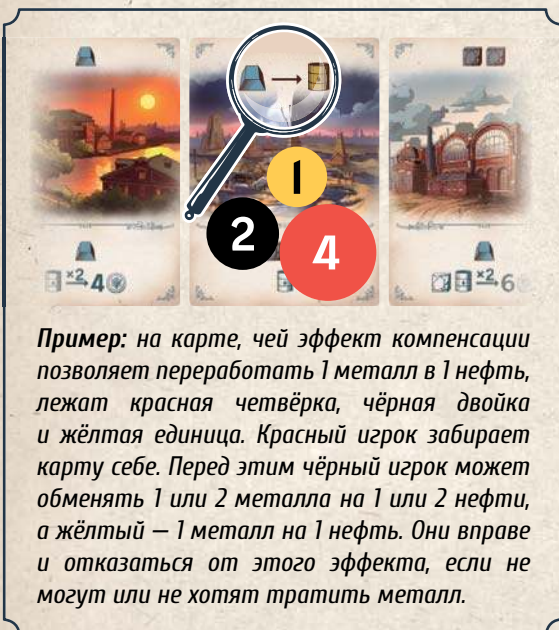 1
2
4
×2 4
×2 6
Пример: на карте, чей эффект компенсации
позволяет переработать 1 металл в 1 нефть,
лежат красная четвёрка, чёрная двойка
и жёлтая единица. Красный игрок забирает
карту себе. Перед этим чёрный игрок может
обменять 1 или 2 металла на 1 или 2 нефти,
а жёлтый — 1 металл на 1 нефть. Они вправе
и отказаться от этого эффекта, если не
могут или не хотят тратить металл.